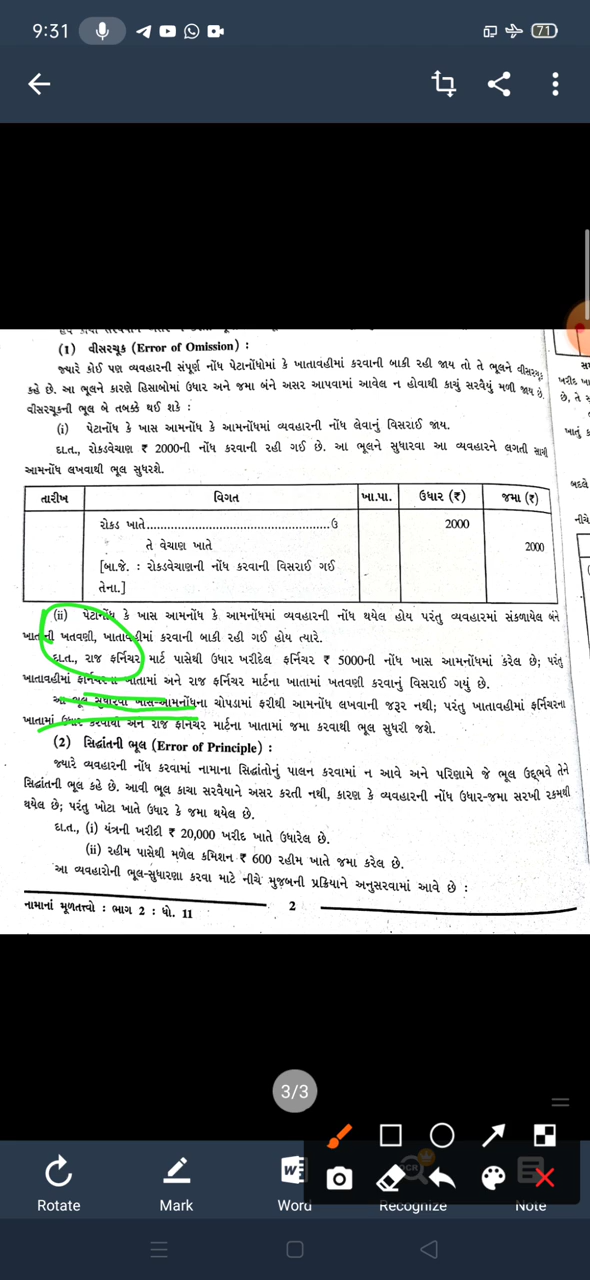 9:31
71
(1) વીસરચૂક (Error of Omission) :
જ્યારે કોઈ પણ વ્યવહારની સંપૂર્ણ નોંધ પેટાનોંધોમાં કે ખાતાવહીમાં કરવાની બાકી રહી જાય તો તે ભૂલને વીસરચૂક
કહે છે. આ ભૂલને કારણે હિસાબોમાં ઉધાર અને જમા બંને અસર આપવામાં આવેલ ન હોવાથી કાચું સરવૈયું મળી જાય છે.
વીસરચૂકની ભૂલ બે તબક્કે થઈ શકે :
(i) પેટાનોંધ કે ખાસ આમનોંધ કે આમનોંધમાં વ્યવહારની નોંધ લેવાનું વિસરાઈ જાય.
દા.ત., રોકડવેચાણ ₹ 2000ની નોંધ કરવાની રહી ગઈ છે. આ ભૂલને સુધારવા આ વ્યવહારને લગતી સાચી
આમનોંધ લખવાથી ભૂલ સુધરશે.
તારીખ વિગત ખા.પા. ઉધાર (₹) જમા (₹)
રોકડ ખાતે................................................ઉ 2000
તે વેચાણ ખાતે 2000
[બા.જે. : રોકડવેચાણની નોંધ કરવાની વિસરાઈ ગઈ
તેના.]
(ii) પેટાનોંધ કે ખાસ આમનોંધ કે આમનોંધમાં વ્યવહારની નોંધ થયેલ હોય પરંતુ વ્યવહારમાં સંકળાયેલ બંને
ખાતાની ખતવણી, ખાતાવહીમાં કરવાની બાકી રહી ગઈ હોય ત્યારે.
દા.ત., રાજ ફર્નિચર માર્ટ પાસેથી ઉધાર ખરીદેલ ફર્નિચર ₹ 5000ની નોંધ ખાસ આમનોંધમાં કરેલ છે; પરંતુ
ખાતાવહીમાં ફર્નિચરના ખાતામાં અને રાજ ફર્નિચર માર્ટના ખાતામાં ખતવણી કરવાનું વિસરાઈ ગયું છે.
આ ભૂલ સુધારવા ખાસ-આમનોંધના ચોપડામાં ફરીથી આમનોંધ લખવાની જરૂર નથી; પરંતુ ખાતાવહીમાં ફર્નિચરના
ખાતામાં ઉધાર કરવાથી અને રાજ ફર્નિચર માર્ટના ખાતામાં જમા કરવાથી ભૂલ સુધરી જશે.
(2) સિદ્ધાંતની ભૂલ (Error of Principle) :
જ્યારે વ્યવહારની નોંધ કરવામાં નામાના સિદ્ધાંતોનું પાલન કરવામાં ન આવે અને પરિણામે જે ભૂલ ઉદ્ભવે તેને
સિદ્ધાંતની ભૂલ કહે છે. આવી ભૂલ કાચા સરવૈયાને અસર કરતી નથી, કારણ કે વ્યવહારની નોંધ ઉધાર-જમા સરખી રકમથી
થયેલ છે; પરંતુ ખોટા ખાતે ઉધાર કે જમા થયેલ છે.
દા.ત., (i) યંત્રની ખરીદી ₹ 20,000 ખરીદ ખાતે ઉધારેલ છે.
(ii) રહીમ પાસેથી મળેલ કમિશન ₹ 600 રહીમ ખાતે જમા કરેલ છે.
આ વ્યવહારોની ભૂલ-સુધારણા કરવા માટે નીચે મુજબની પ્રક્રિયાને અનુસરવામાં આવે છે :
નામાનાં મૂળતત્ત્વો : ભાગ 2 : ધો. 11
2
ખરીદ ખા
છે, તે સ
ખાતું ક
બદલે
નીચે
3/3
Rotate
Mark
Word
Recognize
Note